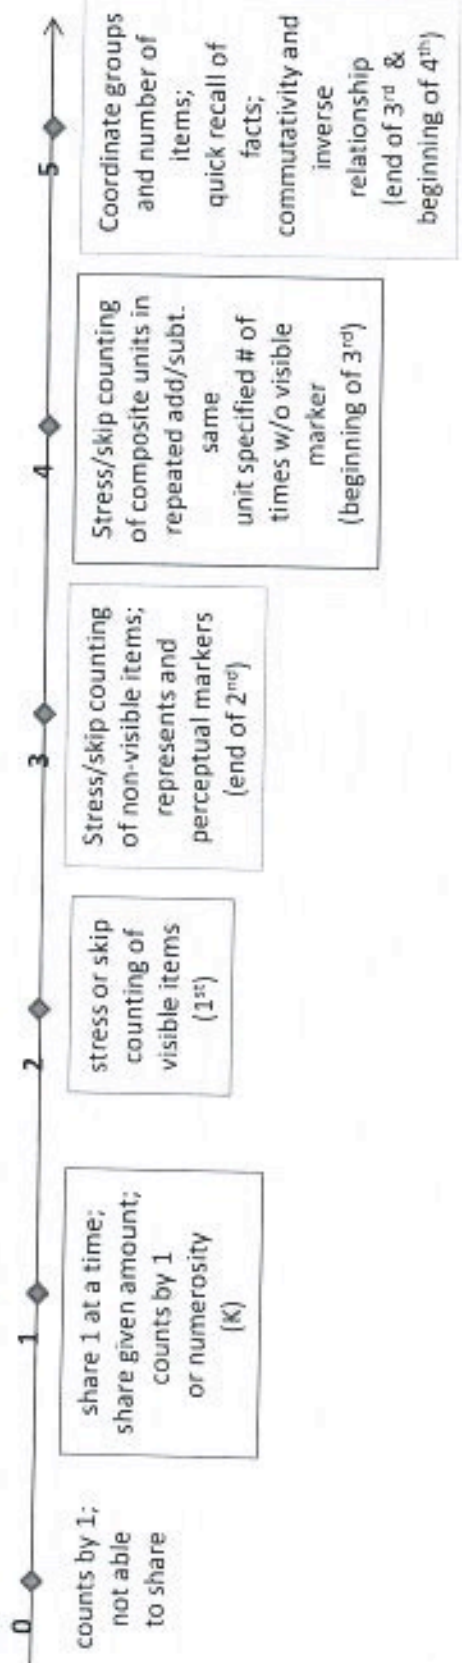 0
counts by 1;
not able
to share
1
share 1 at a time;
share given amount;
counts by 1
or numerosity
(K)
2
stress or skip
counting of
visible items
(1st)
3
Stress/skip counting
of non-visible items;
represents and
perceptual markers
(end of 2nd)
4
Stress/skip counting
of composite units in
repeated add/subt.
same
unit specified # of
times w/o visible
marker
(beginning of 3rd)
5
Coordinate groups
and number of
items;
quick recall of
facts;
commutativity and
inverse
relationship
(end of 3rd &
beginning of 4th)